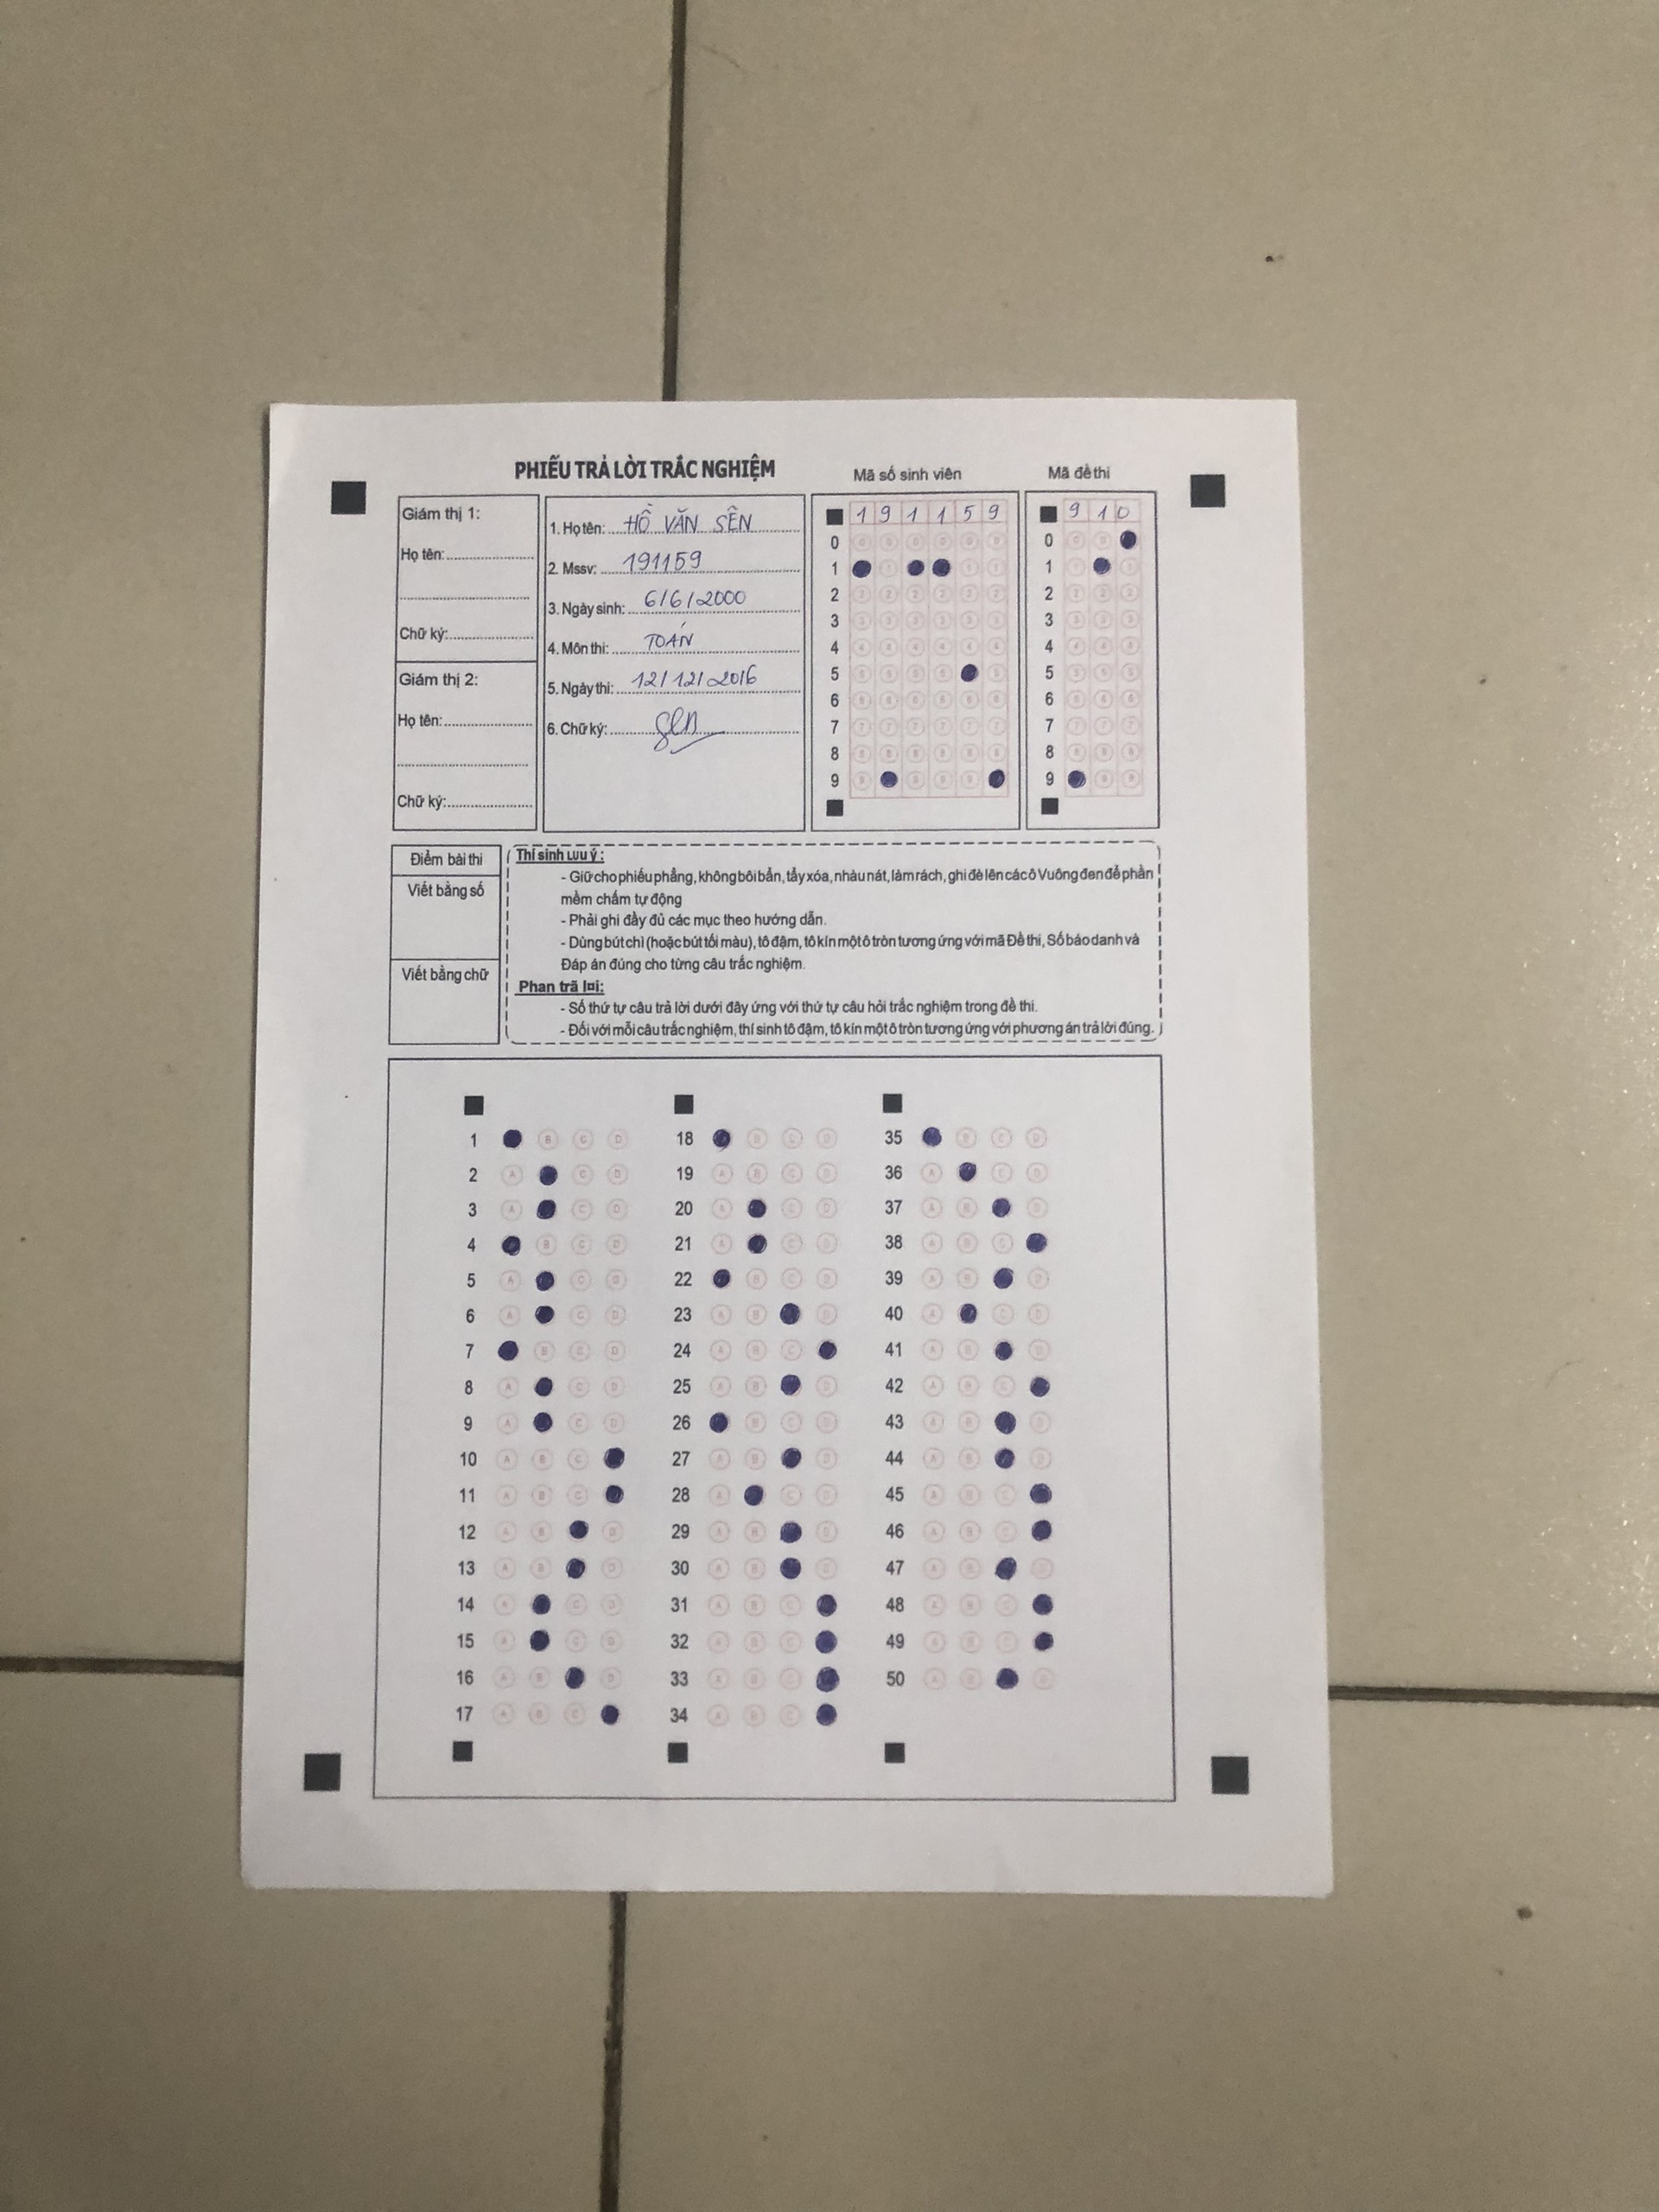 PHIẾU TRẢ LỜI TRẮC NGHIỆM
Mã số sinh viên
Mã đề thi
Giám thị 1:
Họ tên:
Chữ ký:
Giám thị 2:
Họ tên:
Chữ ký:
1. Họ tên: HỒ VĂN SÊN
2. Mssv: 191159
3. Ngày sinh: 6/6/2000
4. Môn thi: TOÁN
5. Ngày thi: 12/12/2016
6. Chữ ký: Sen
1 9 1 1 5 9
0
1
2
3
4
5
6
7
8
9
9 1 0
0
1
2
3
4
5
6
7
8
9
Điểm bài thi
Viết bằng số
Viết bằng chữ
Thí sinh Lưu ý :
- Giữ cho phiếu phẳng, không bôi bẩn, tẩy xóa, nhàu nát, làm rách, ghi đè lên các ô Vuông đen để phần
mềm chấm tự động
- Phải ghi đầy đủ các mục theo hướng dẫn.
- Dùng bút chì (hoặc bút tối màu), tô đậm, tô kín một ô tròn tương ứng với mã Đề thi, Số báo danh và
Đáp án đúng cho từng câu trắc nghiệm.
Phan trã l¤i:
- Số thứ tự câu trả lời dưới đây ứng với thứ tự câu hỏi trắc nghiệm trong đề thi.
- Đối với mỗi câu trắc nghiệm, thí sinh tô đậm, tô kín một ô tròn tương ứng với phương án trả lời đúng.
1 B C D
2 A C D
3 A C D
4 B C D
5 A C D
6 A C D
7 B C D
8 A C D
9 A C D
10 A B C
11 A B C
12 A B D
13 A B D
14 A C D
15 A C D
16 A B D
17 A B C
18 B C D
19 A B C D
20 A C D
21 A C D
22 B C D
23 A B D
24 A B C
25 A B D
26 B C D
27 A B D
28 A C D
29 A B D
30 A B D
31 A B C
32 A B C
33 A B C
34 A B C
35 B C D
36 A C D
37 A B D
38 A B C
39 A B D
40 A C D
41 A B D
42 A B C
43 A B D
44 A B D
45 A B C
46 A B C
47 A B D
48 A B C
49 A B C
50 A B D